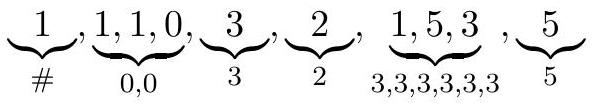 1, 1, 1, 0, 3, 2, 1, 5, 3 , 5
# 0,0 3 2 3,3,3,3,3,3 5